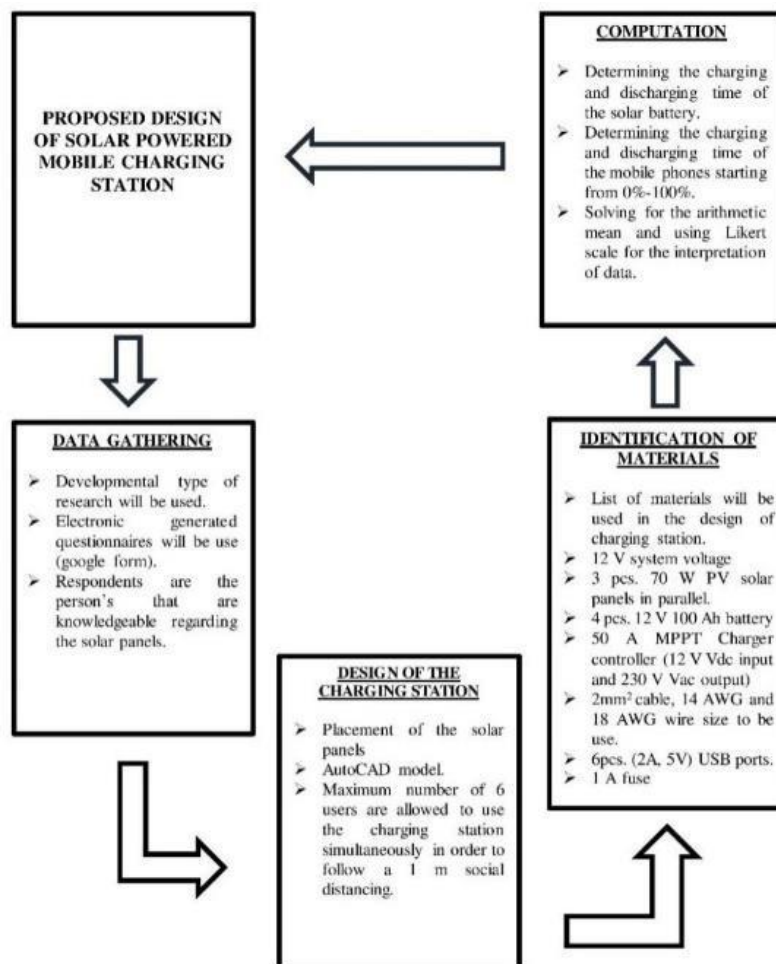 PROPOSED DESIGN
OF SOLAR POWERED
MOBILE CHARGING
STATION
DATA GATHERING
➢ Developmental type of
research will be used.
➢ Electronic generated
questionnaires will be use
(google form).
➢ Respondents are the
person's that are
knowledgeable regarding
the solar panels.
DESIGN OF THE
CHARGING STATION
➢ Placement of the solar
panels
➢ AutoCAD model.
➢ Maximum number of 6
users are allowed to use
the charging station
simultaneously in order to
follow a 1 m social
distancing.
IDENTIFICATION OF
MATERIALS
➢ List of materials will be
used in the design of
charging station.
➢ 12 V system voltage
➢ 3 pcs. 70 W PV solar
panels in parallel.
➢ 4 pcs. 12 V 100 Ah battery
➢ 50 A MPPT Charger
controller (12 V Vdc input
and 230 V Vac output)
➢ 2mm² cable, 14 AWG and
18 AWG wire size to be
use.
➢ 6pcs. (2A, 5V) USB ports.
➢ 1 A fuse
COMPUTATION
➢ Determining the charging
and discharging time of
the solar battery.
➢ Determining the charging
and discharging time of
the mobile phones starting
from 0%-100%.
➢ Solving for the arithmetic
mean and using Likert
scale for the interpretation
of data.